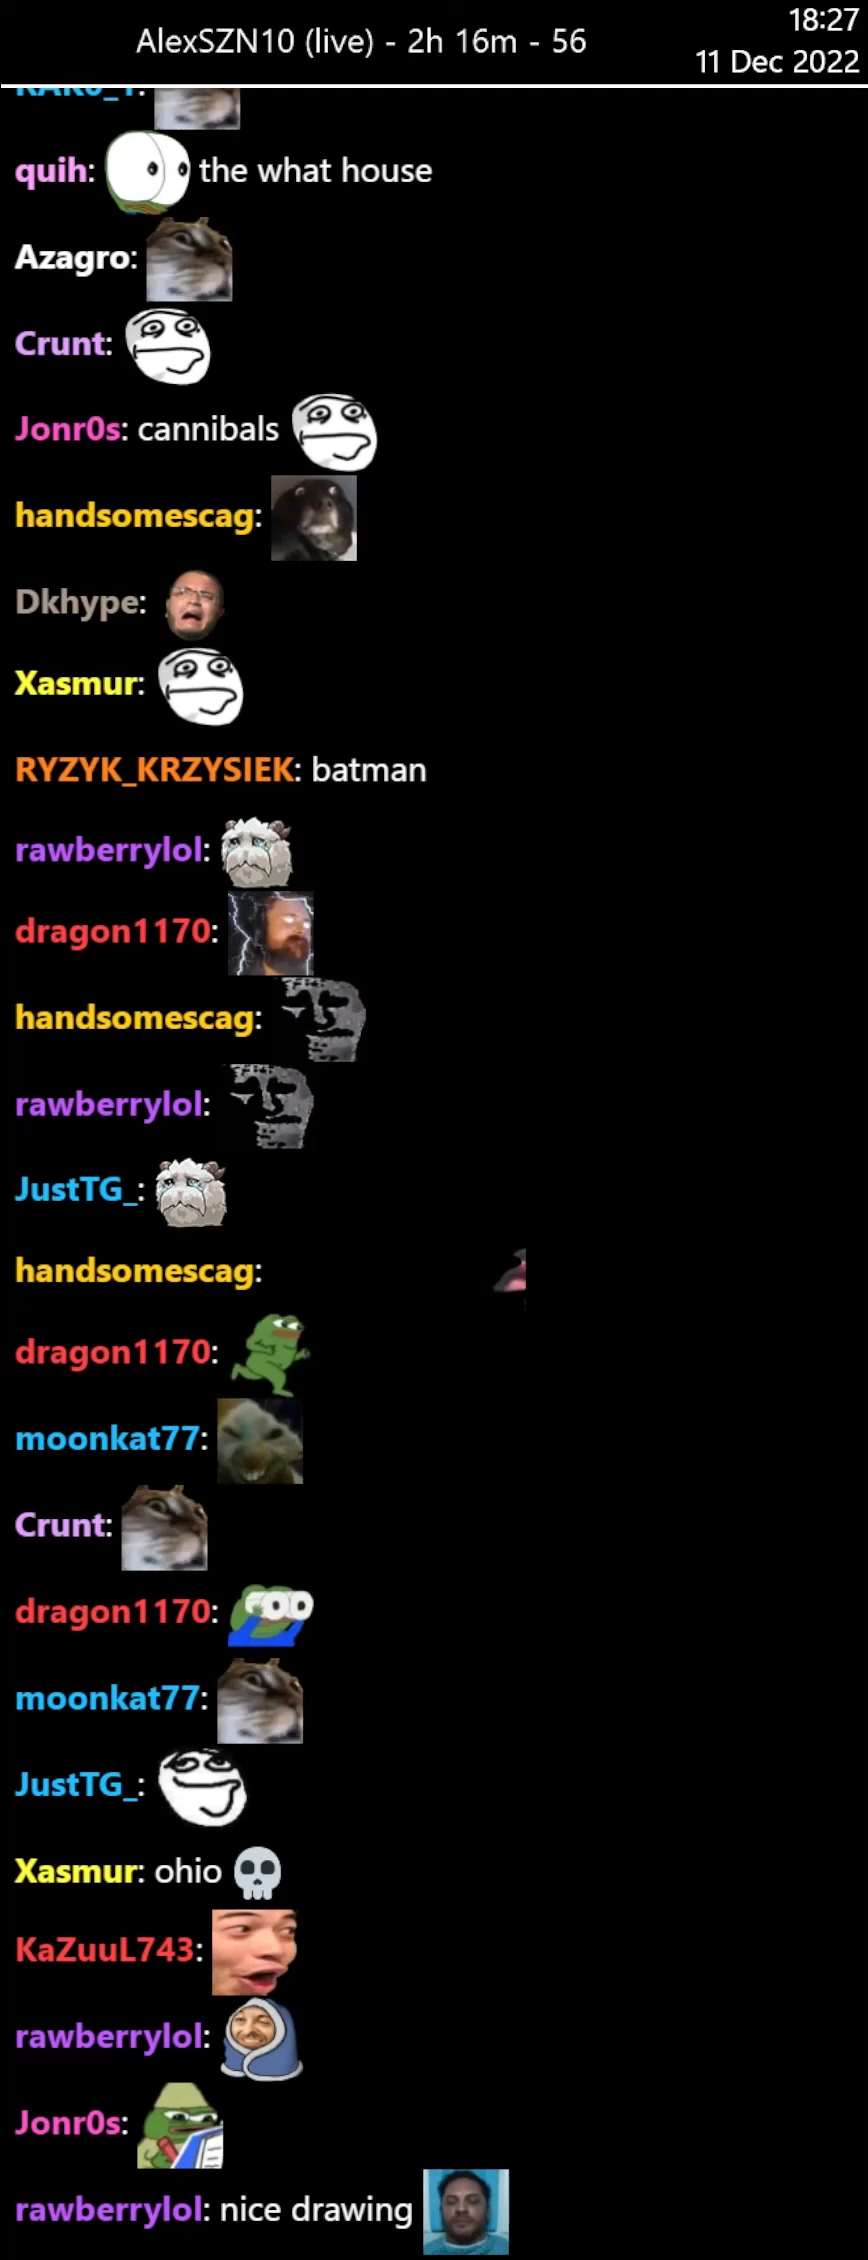 AlexSZN10 (live) - 2h 16m - 56
18:27
11 Dec 2022
quih: the what house
Azagro:
Crunt:
Jonr0s: cannibals
handsomescag:
Dkhype:
Xasmur:
RYZYK_KRZYSIEK: batman
rawberrylol:
dragon1170:
handsomescag:
rawberrylol:
JustTG_:
handsomescag:
dragon1170:
moonkat77:
Crunt:
dragon1170:
moonkat77:
JustTG_:
Xasmur: ohio 💀
KaZuuL743:
rawberrylol:
Jonr0s:
rawberrylol: nice drawing